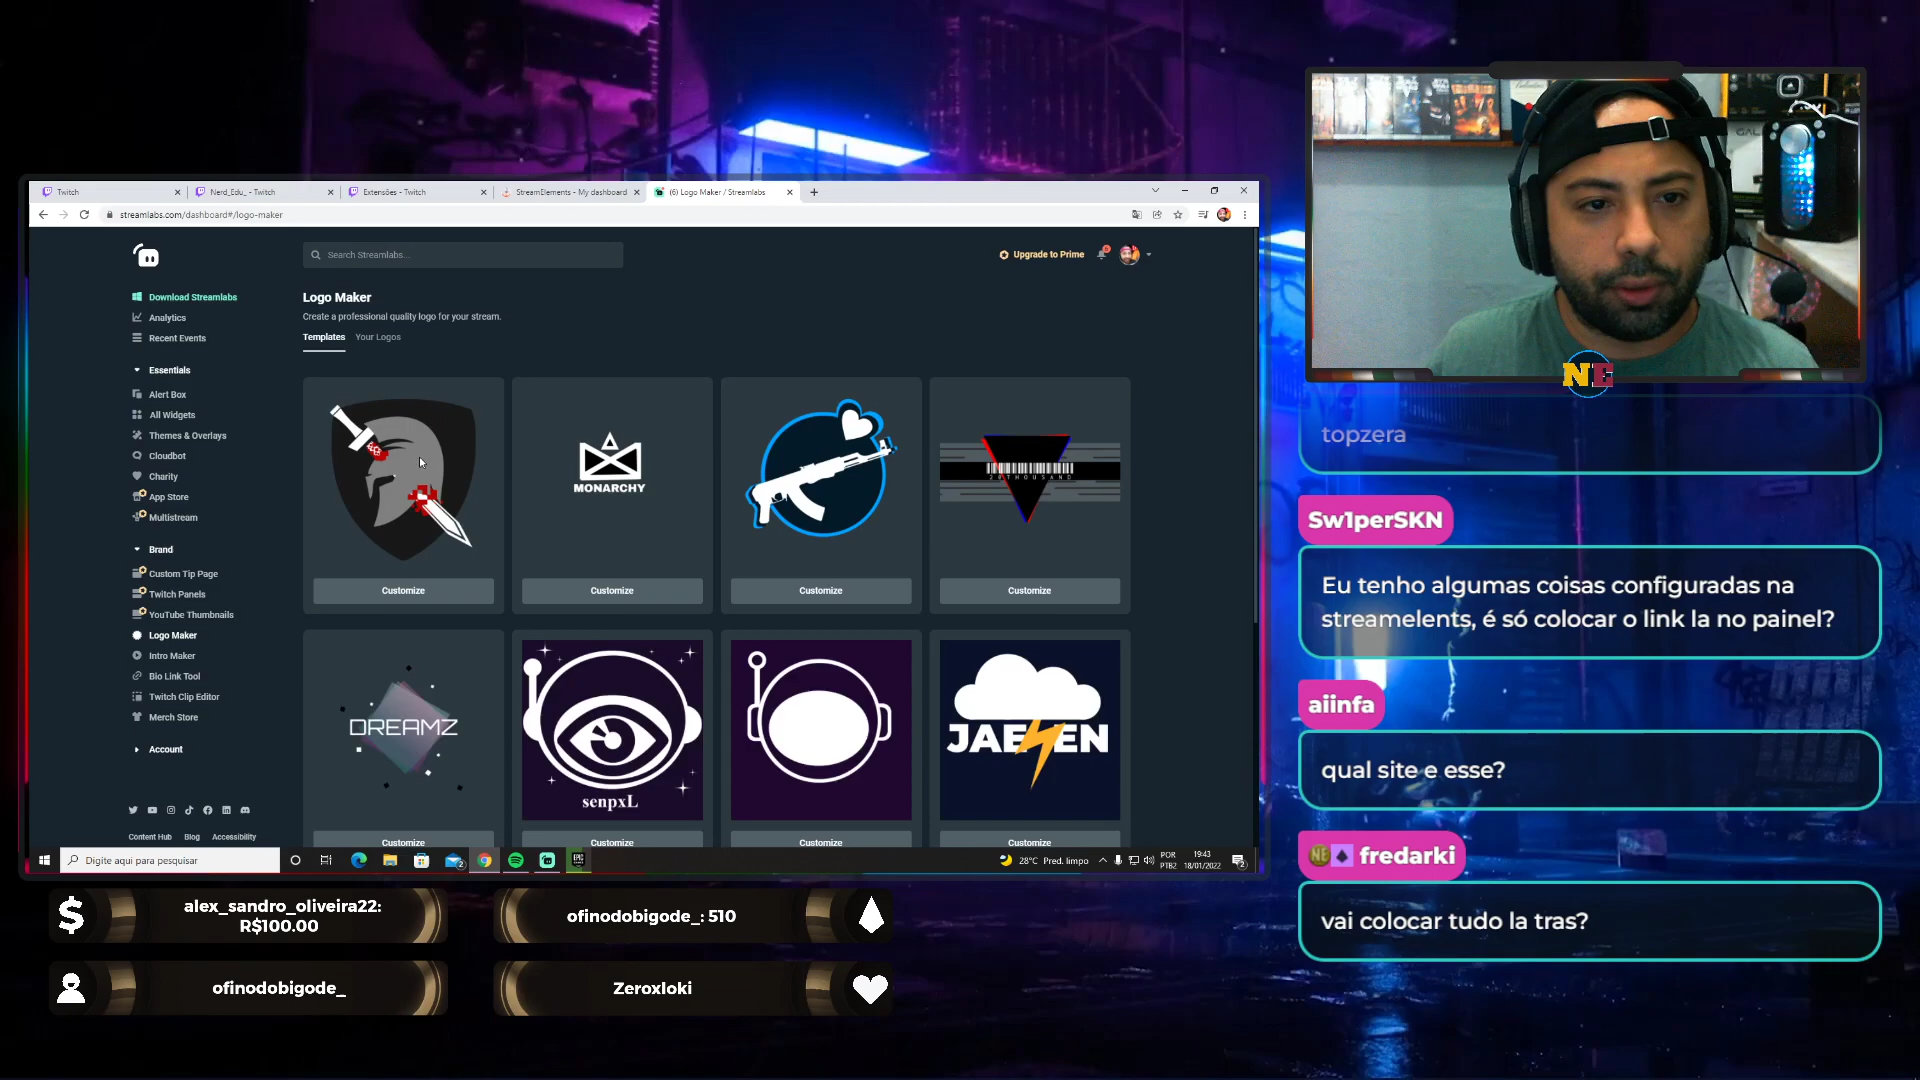 Twitch
Nerd_Edu_ - Twitch
Extensões - Twitch
StreamElements - My dashboard
(6) Logo Maker / Streamlabs
streamlabs.com/dashboard#/logo-maker
Search Streamlabs...
Upgrade to Prime
Download Streamlabs
Analytics
Recent Events
Essentials
Alert Box
All Widgets
Themes & Overlays
Cloudbot
Charity
App Store
Multistream
Brand
Custom Tip Page
Twitch Panels
YouTube Thumbnails
Logo Maker
Intro Maker
Bio Link Tool
Twitch Clip Editor
Merch Store
Account
Content Hub
Blog
Accessibility
Logo Maker
Create a professional quality logo for your stream.
Templates
Your Logos
MONARCHY
20THOUSAND
Customize
Customize
Customize
Customize
DREAMZ
senpxL
JAEDEN
Customize
Customize
Customize
Customize
Digite aqui para pesquisar
28°C Pred. limpo
POR
PTB2
19:43
18/01/2022
NE
topzera
Sw1perSKN
Eu tenho algumas coisas configuradas na
streamelents, é só colocar o link la no painel?
aiinfa
qual site e esse?
NE
fredarki
vai colocar tudo la tras?
alex_sandro_oliveira22:
R$100.00
ofinodobigode_: 510
ofinodobigode_
Zeroxloki